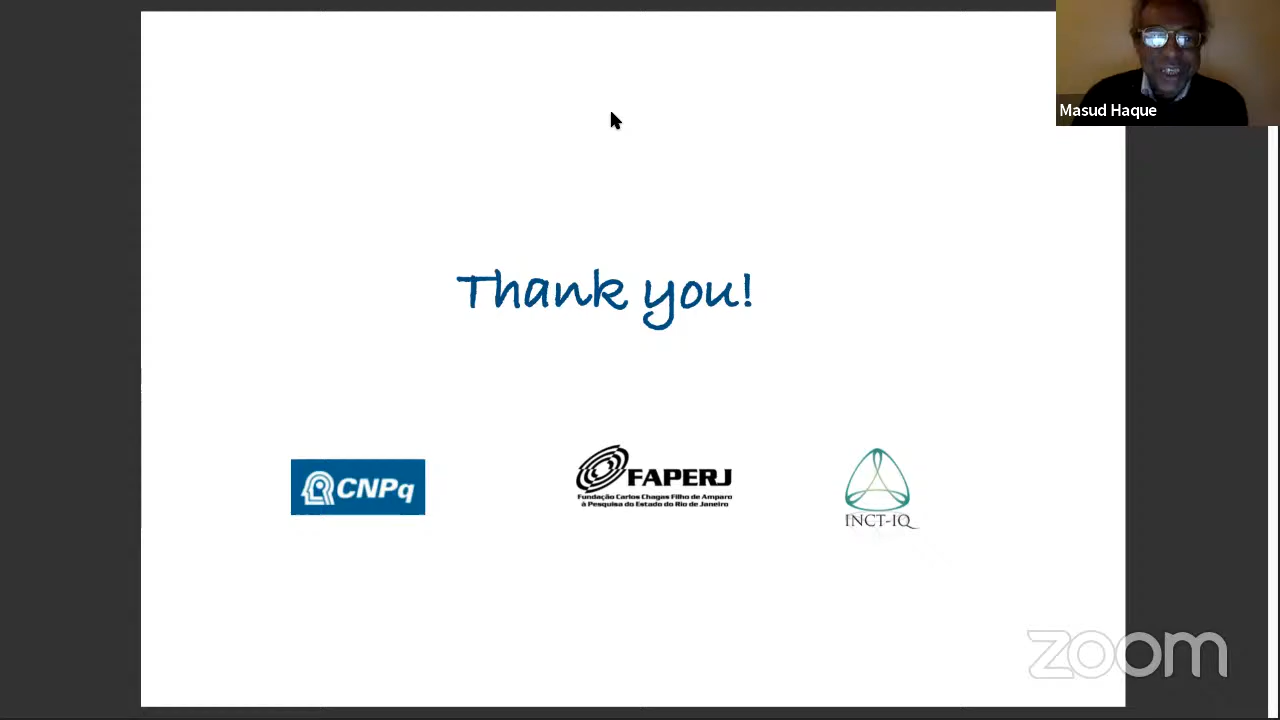 Masud Haque
Thank you!
CNPq
FAPERJ
Fundação Carlos Chagas Filho de Amparo
à Pesquisa do Estado do Rio de Janeiro
INCT-IQ
zoom